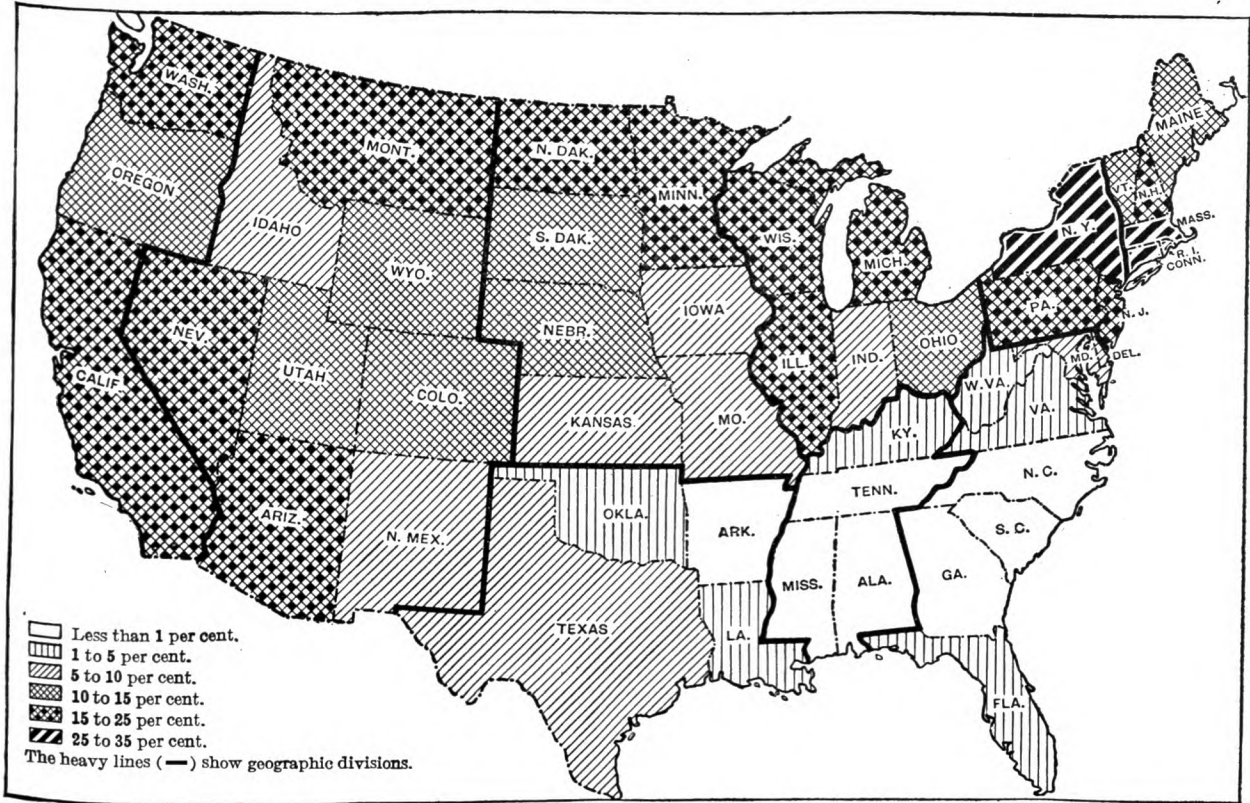 WASH.
MONT.
N. DAK.
MINN.
MAINE
OREGON
IDAHO
S. DAK.
WIS.
MICH.
VT.
N.H.
MASS.
N. Y.
R. I.
CONN.
WYO.
IOWA
NEBR.
PA.
N. J.
NEV.
UTAH
COLO.
ILL.
IND.
OHIO
MD.
DEL.
CALIF.
KANSAS.
MO.
W.VA.
VA.
KY.
ARIZ.
N. MEX.
OKLA.
ARK.
TENN.
N. C.
S. C.
MISS.
ALA.
GA.
TEXAS
LA.
FLA.
Less than 1 per cent.
1 to 5 per cent.
5 to 10 per cent.
10 to 15 per cent.
15 to 25 per cent.
25 to 35 per cent.
The heavy lines (—) show geographic divisions.